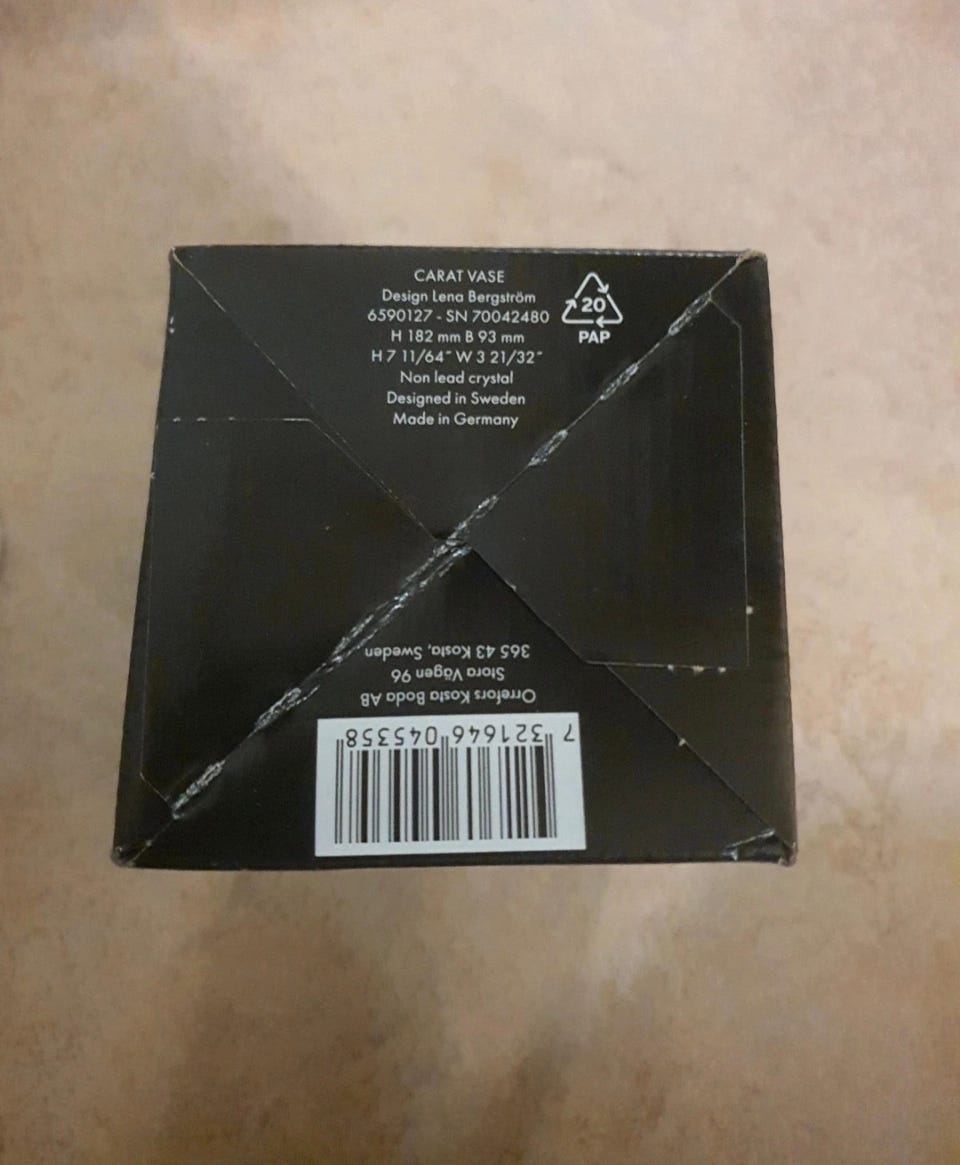 CARAT VASE
Design Lena Bergström
6590127 - SN 70042480
H 182 mm B 93 mm
H 7 11/64" W 3 21/32"
Non lead crystal
Designed in Sweden
Made in Germany
20
PAP
Orrefors Kosta Boda AB
Stora Vägen 96
365 43 Kosta, Sweden
7 321646 045358